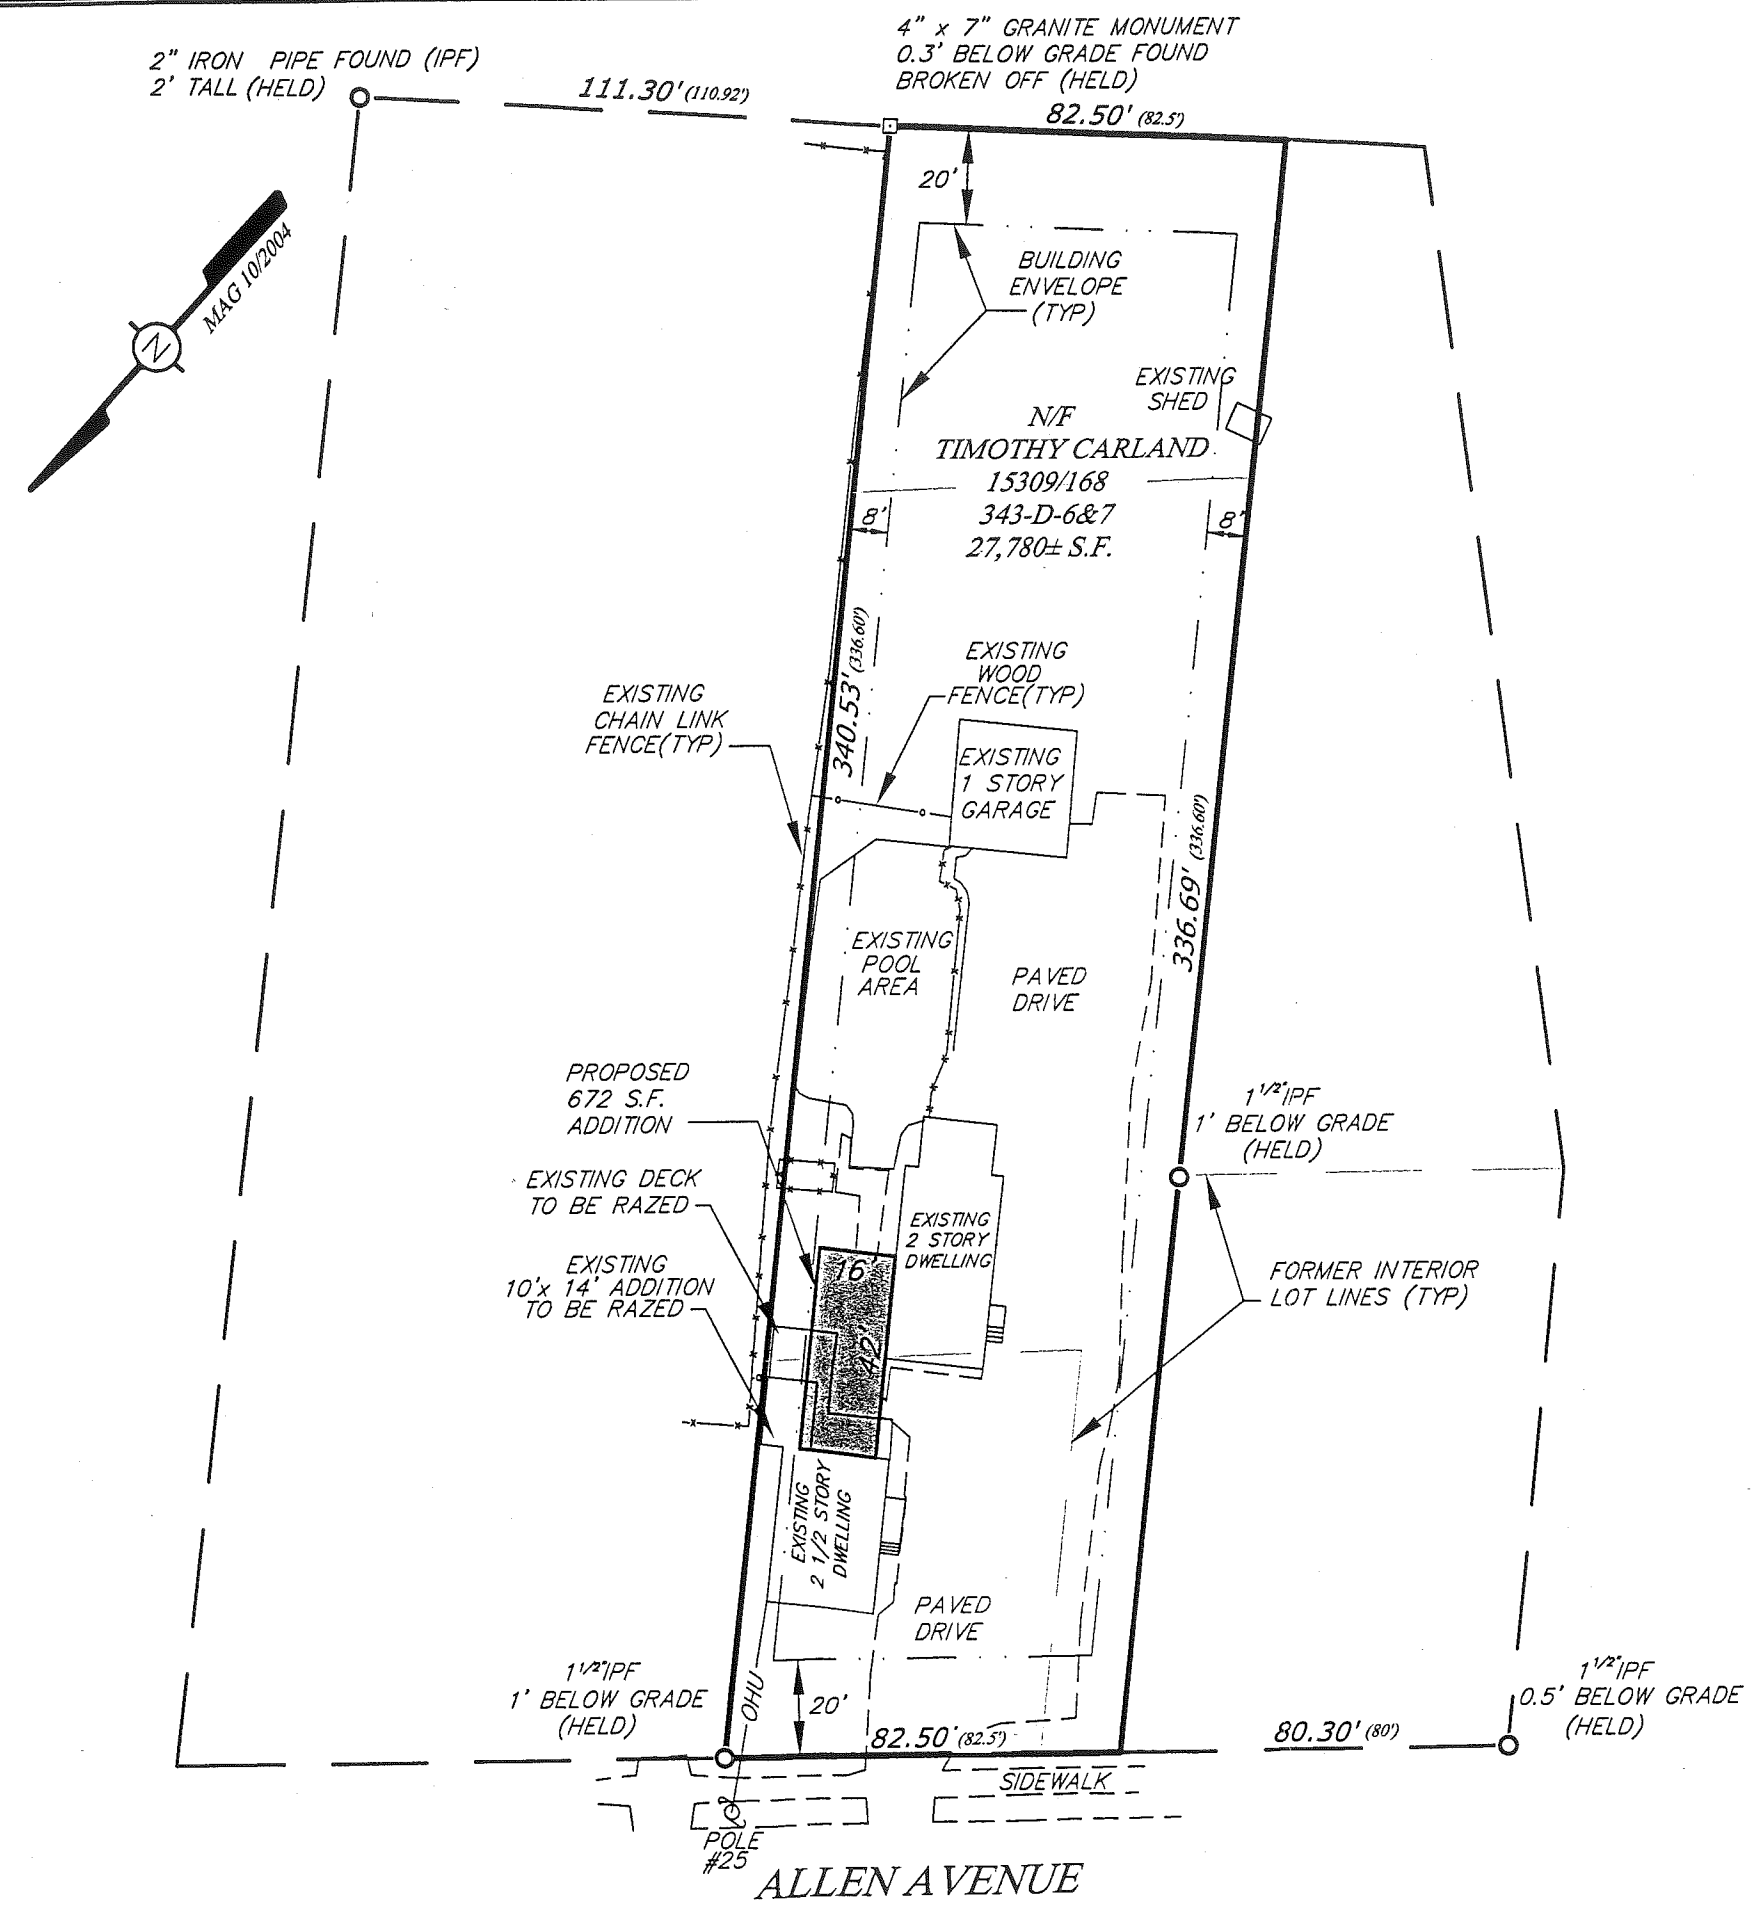 4" x 7" GRANITE MONUMENT
0.3' BELOW GRADE FOUND
BROKEN OFF (HELD)
2" IRON PIPE FOUND (IPF)
2' TALL (HELD)
111.30' (110.92')
82.50' (82.5')
20'
MAG 10/2004
N
BUILDING
ENVELOPE
(TYP)
EXISTING
SHED
N/F
TIMOTHY CARLAND
15309/168
343-D-6&7
27,780± S.F.
8'
8'
340.53' (336.60')
EXISTING
WOOD
FENCE(TYP)
EXISTING
CHAIN LINK
FENCE(TYP)
EXISTING
1 STORY
GARAGE
336.69' (336.60')
EXISTING
POOL
AREA
PAVED
DRIVE
PROPOSED
672 S.F.
ADDITION
1 1/2" IPF
1' BELOW GRADE
(HELD)
EXISTING DECK
TO BE RAZED
EXISTING
2 STORY
DWELLING
EXISTING
10'x 14' ADDITION
TO BE RAZED
16'
42'
FORMER INTERIOR
LOT LINES (TYP)
EXISTING
2 1/2 STORY
DWELLING
PAVED
DRIVE
1 1/2" IPF
1' BELOW GRADE
(HELD)
OHU
20'
82.50' (82.5')
80.30' (80')
1 1/2" IPF
0.5' BELOW GRADE
(HELD)
SIDEWALK
POLE
#25
ALLEN AVENUE